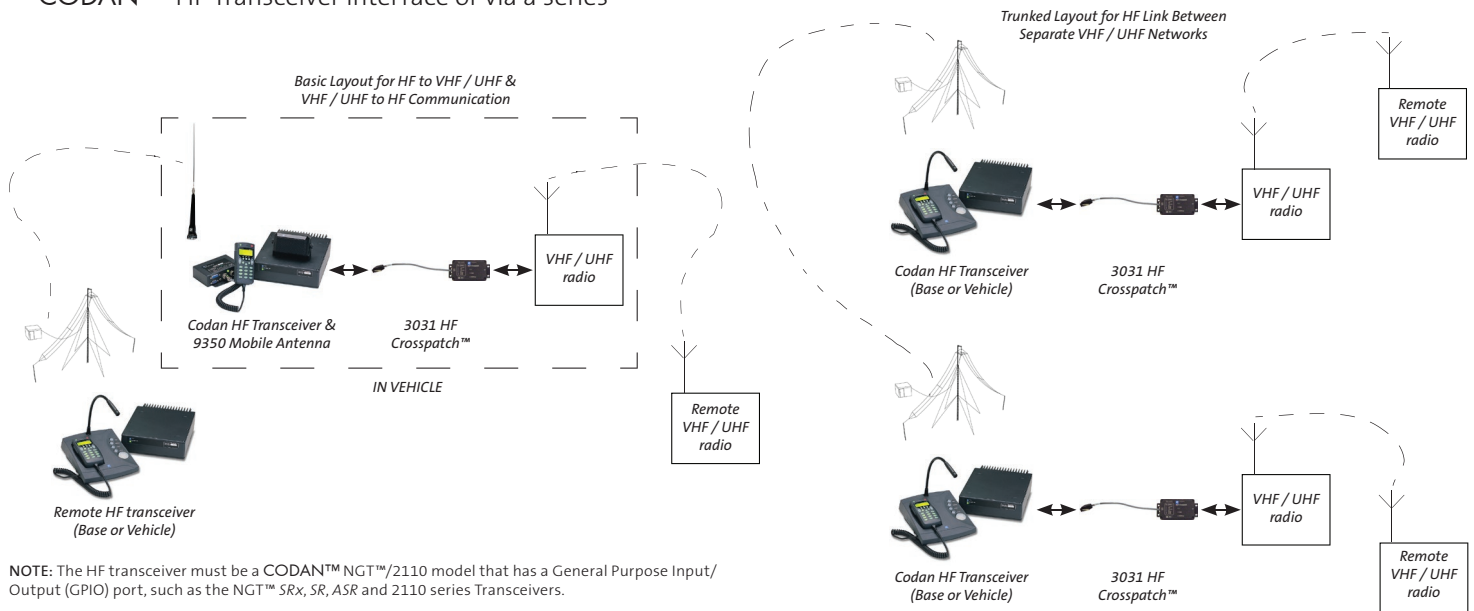 CODAN™ HF Transceiver interface or via a series
Basic Layout for HF to VHF / UHF &
VHF / UHF to HF Communication
Codan HF Transceiver &
9350 Mobile Antenna
3031 HF
Crosspatch™
VHF / UHF
radio
IN VEHICLE
Remote HF transceiver
(Base or Vehicle)
Remote
VHF / UHF
radio
NOTE: The HF transceiver must be a CODAN™ NGT™/2110 model that has a General Purpose Input/
Output (GPIO) port, such as the NGT™ SRx, SR, ASR and 2110 series Transceivers.
Trunked Layout for HF Link Between
Separate VHF / UHF Networks
Remote
VHF / UHF
radio
VHF / UHF
radio
Codan HF Transceiver
(Base or Vehicle)
3031 HF
Crosspatch™
VHF / UHF
radio
Remote
VHF / UHF
radio
Codan HF Transceiver
(Base or Vehicle)
3031 HF
Crosspatch™